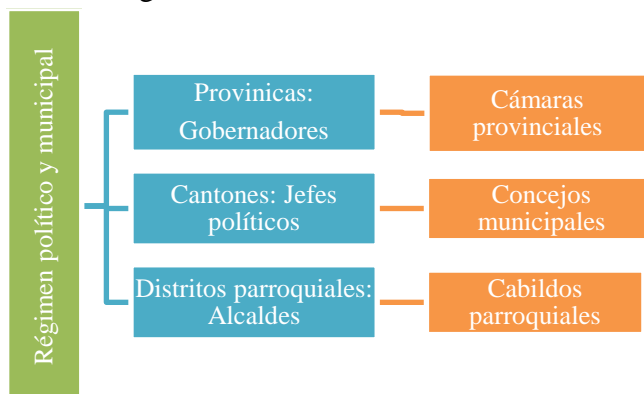 Régimen político y municipal
Provinicas:
Gobernadores
Cámaras
provinciales
Cantones: Jefes
políticos
Concejos
municipales
Distritos parroquiales:
Alcaldes
Cabildos
parroquiales